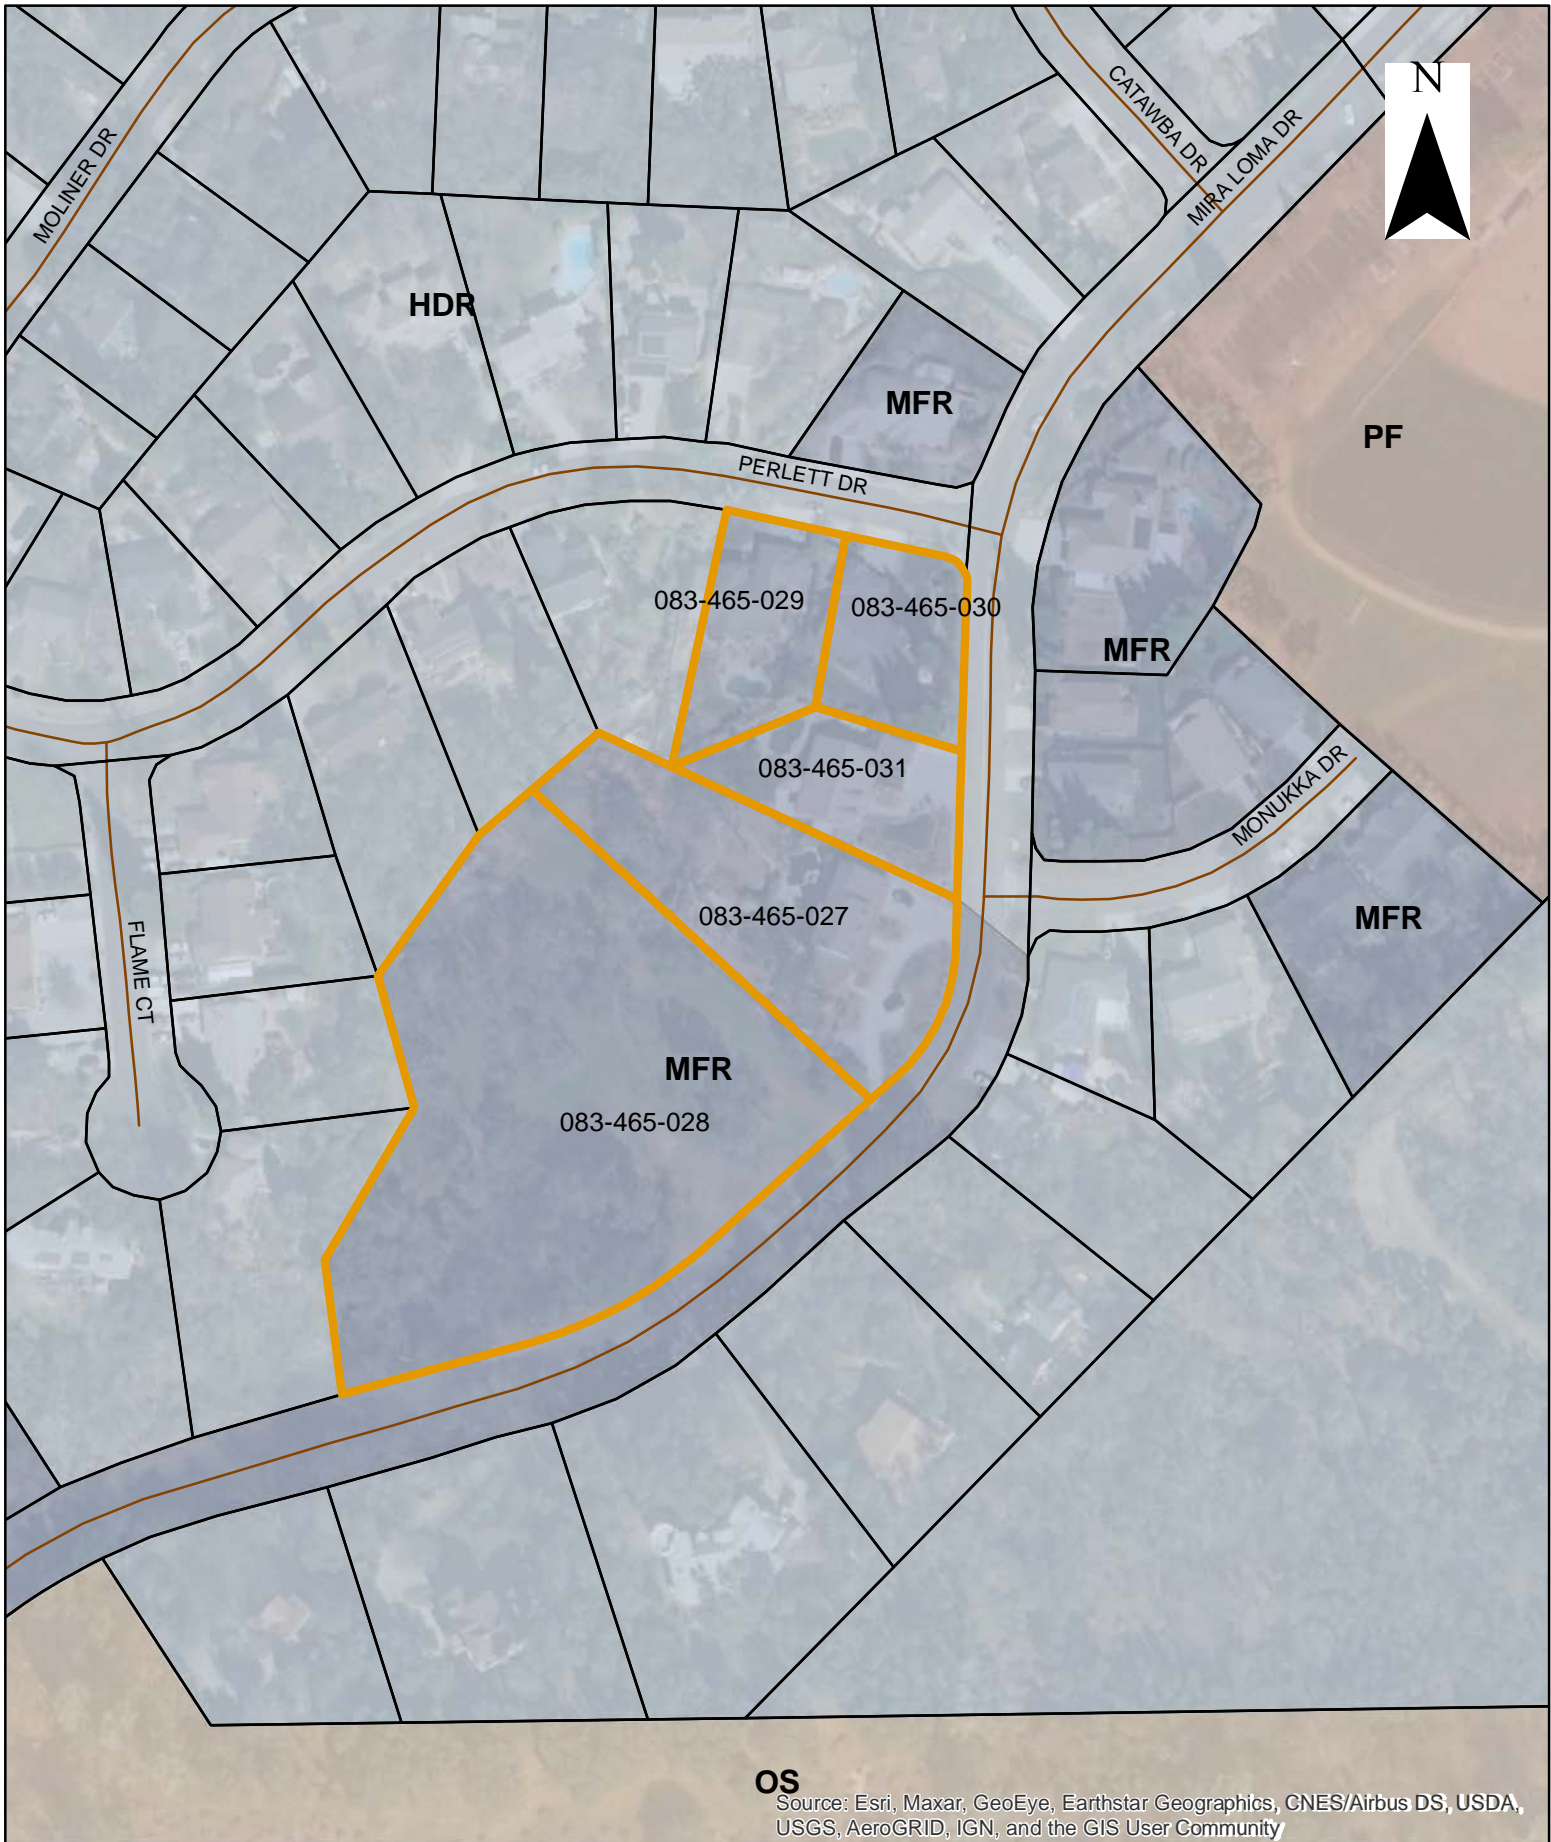 N
CATAWBA DR
MIRA LOMA DR
MOLINER DR
HDR
MFR
PF
PERLETT DR
083-465-029
083-465-030
MFR
083-465-031
MONUKKA DR
083-465-027
MFR
FLAME CT
MFR
083-465-028
OS
Source: Esri, Maxar, GeoEye, Earthstar Geographics, CNES/Airbus DS, USDA,
USGS, AeroGRID, IGN, and the GIS User Community